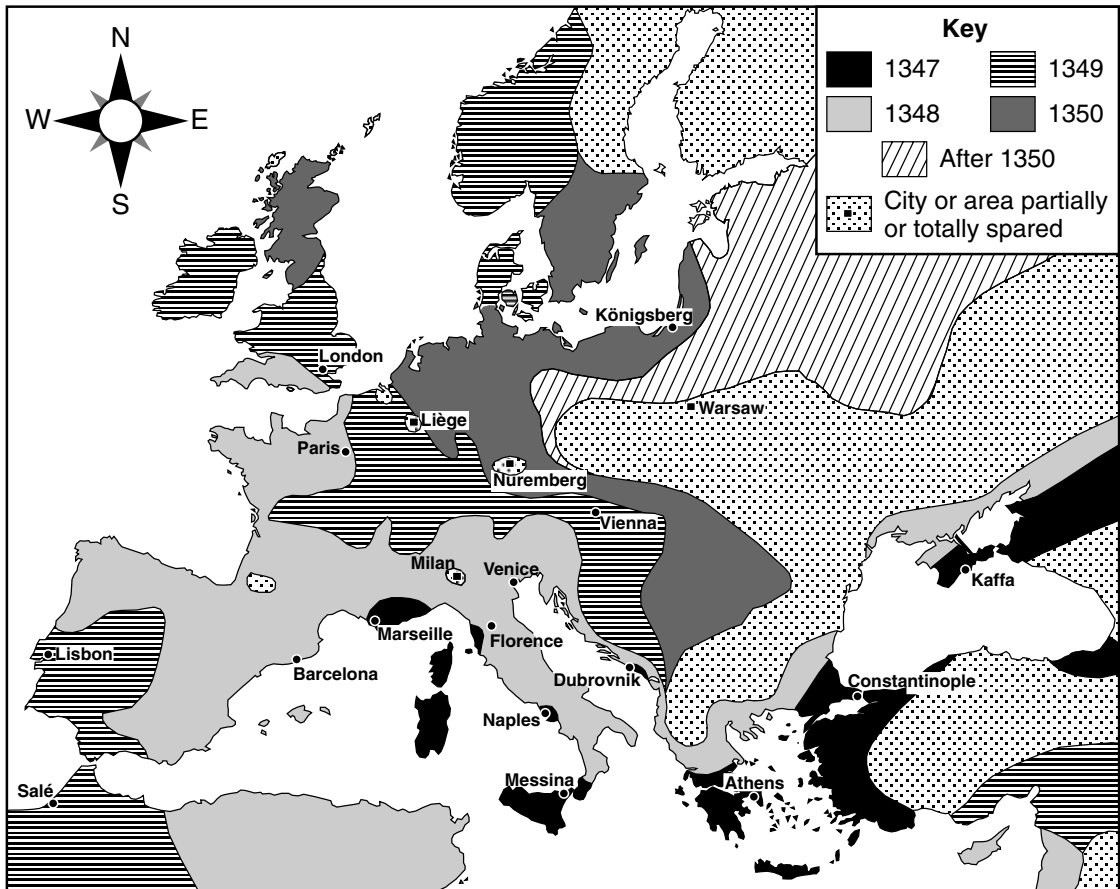 N
W E
S
Key
1347 1349
1348 1350
After 1350
City or area partially
or totally spared
Königsberg
London
Liège
Warsaw
Paris
Nuremberg
Vienna
Milan
Venice
Kaffa
Marseille
Florence
Lisbon
Barcelona
Dubrovnik
Constantinople
Naples
Messina
Athens
Salé